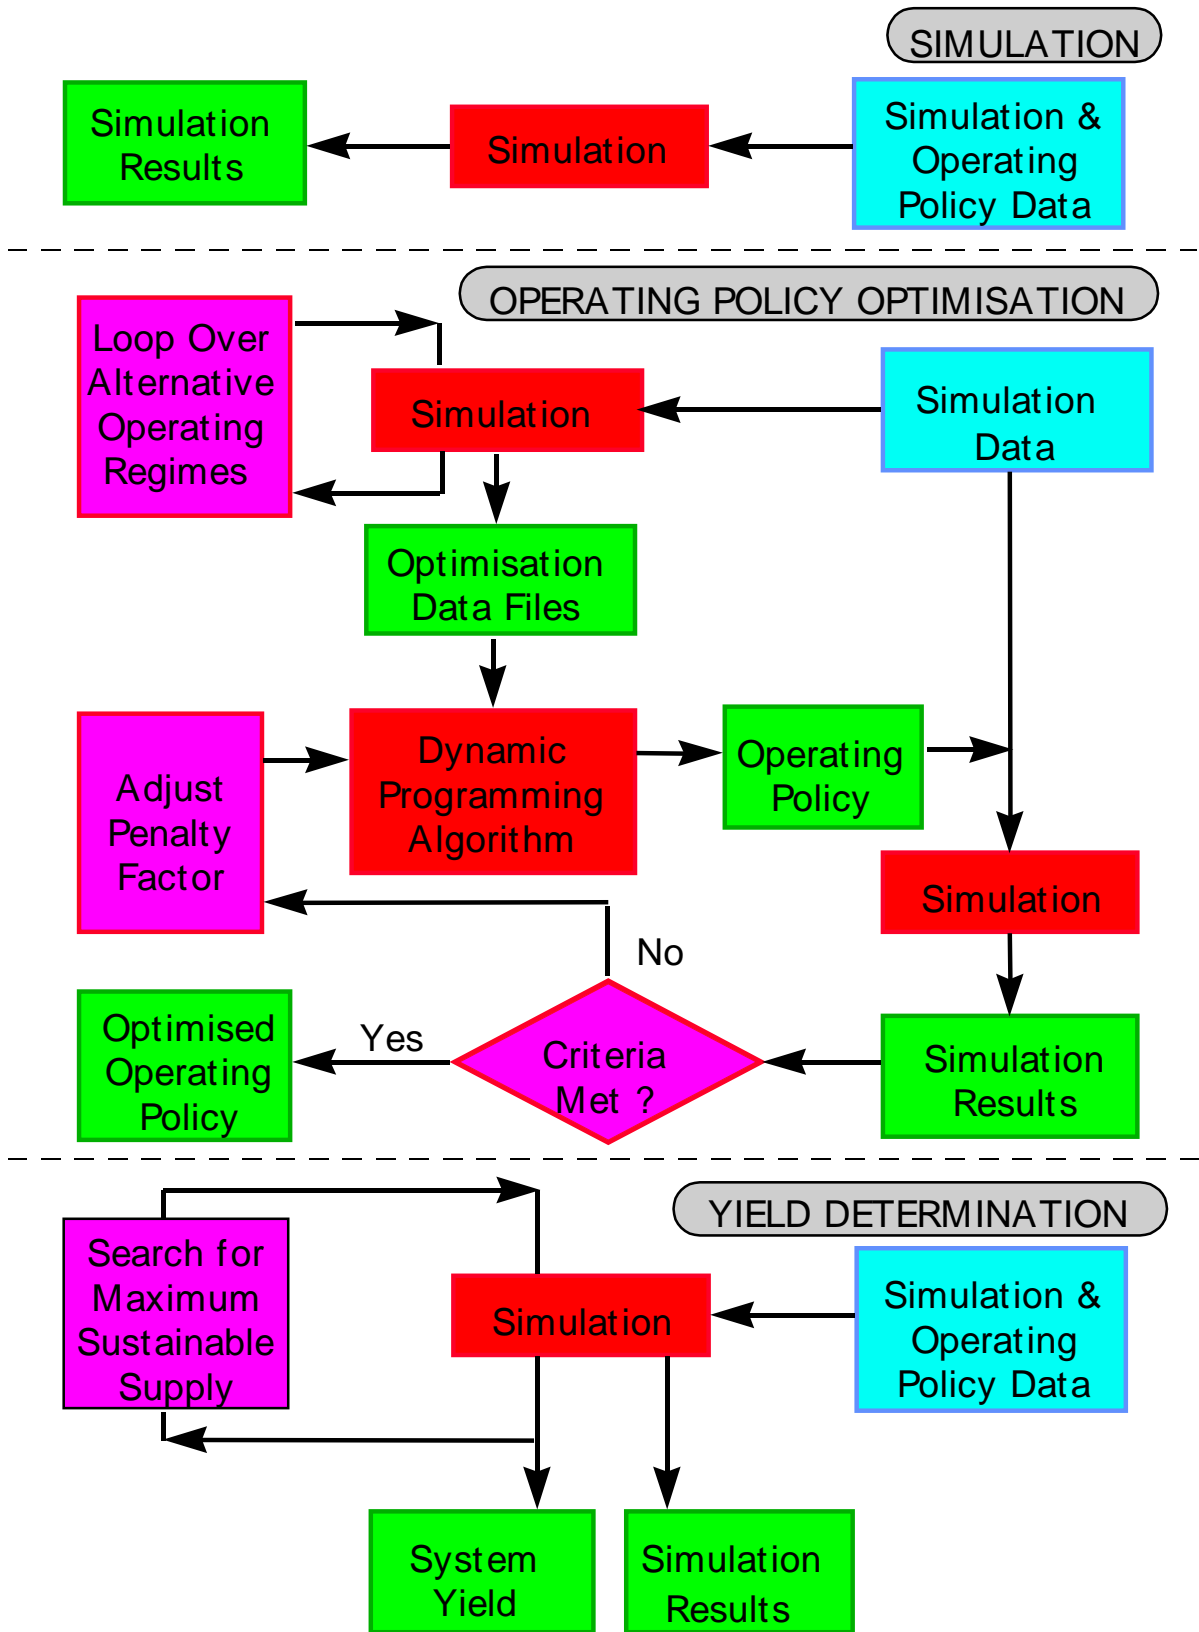 SIMULATION
Simulation
Results
Simulation
Simulation &
Operating
Policy Data
OPERATING POLICY OPTIMISATION
Loop Over
Alternative
Operating
Regimes
Simulation
Simulation
Data
Optimisation
Data Files
Adjust
Penalty
Factor
Dynamic
Programming
Algorithm
Operating
Policy
Simulation
No
Optimised
Operating
Policy
Yes
Criteria
Met ?
Simulation
Results
YIELD DETERMINATION
Search for
Maximum
Sustainable
Supply
Simulation
Simulation &
Operating
Policy Data
System
Yield
Simulation
Results